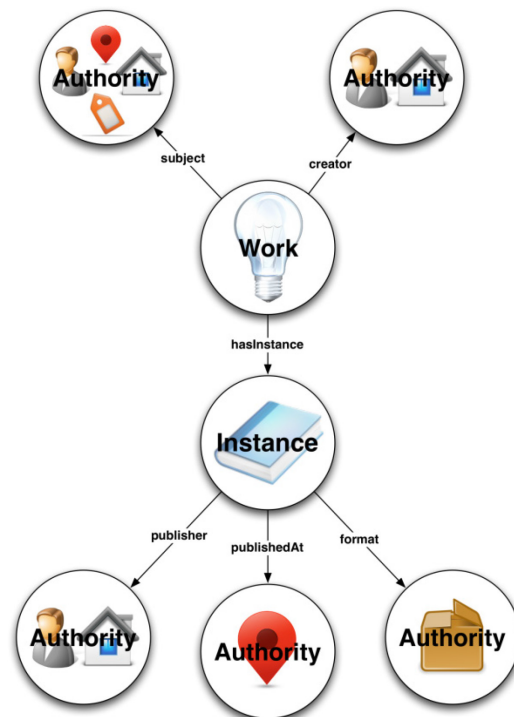 Authority
Authority
subject
creator
Work
hasInstance
Instance
publisher
publishedAt
format
Authority
Authority
Authority